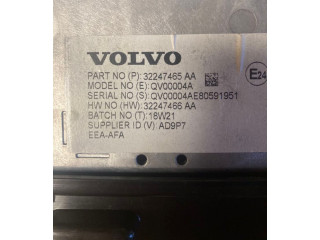 VOLVO
PART NO (P): 32247465 AA
MODEL NO (E): QV00004A
SERIAL NO (S): QV00004AE80591951
HW NO (HW): 32247466 AA
BATCH NO (T): 18W21
SUPPLIER ID (V): AD9P7
EEA-AFA
E24